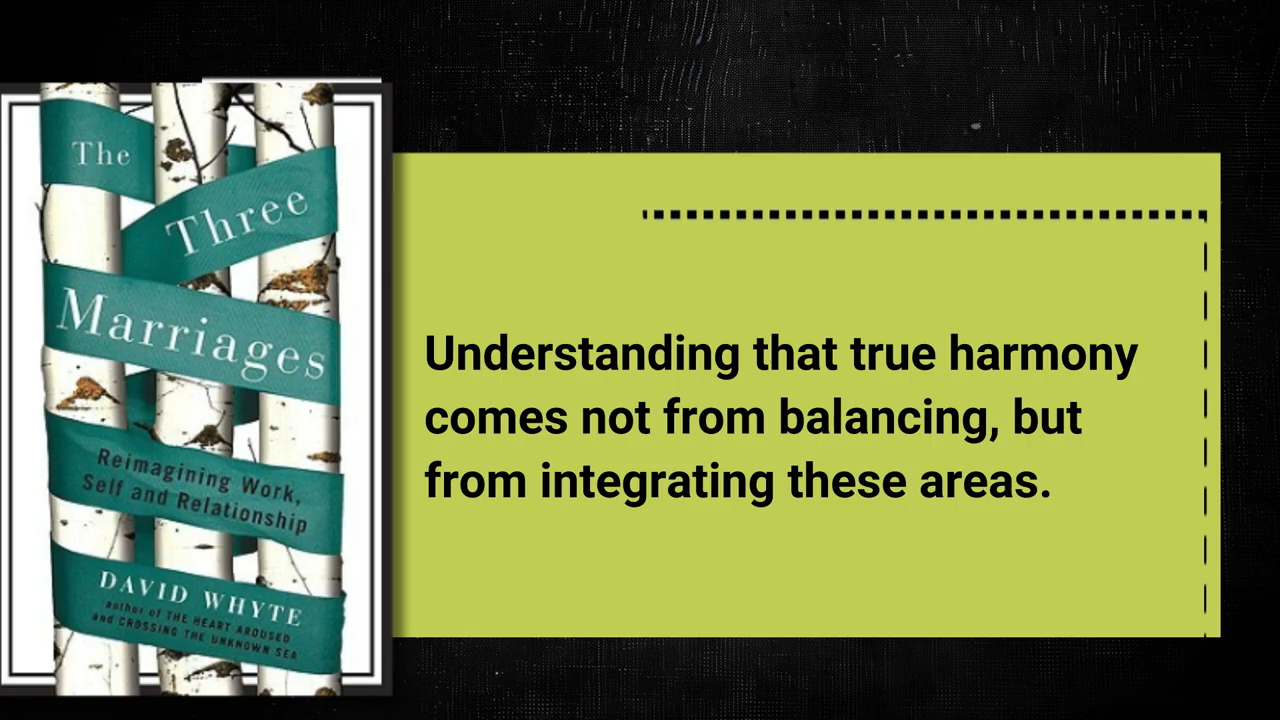 The
Three
Marriages
Reimagining Work,
Self and Relationship
DAVID WHYTE
author of THE HEART AROUSED
and CROSSING THE UNKNOWN SEA
Understanding that true harmony
comes not from balancing, but
from integrating these areas.